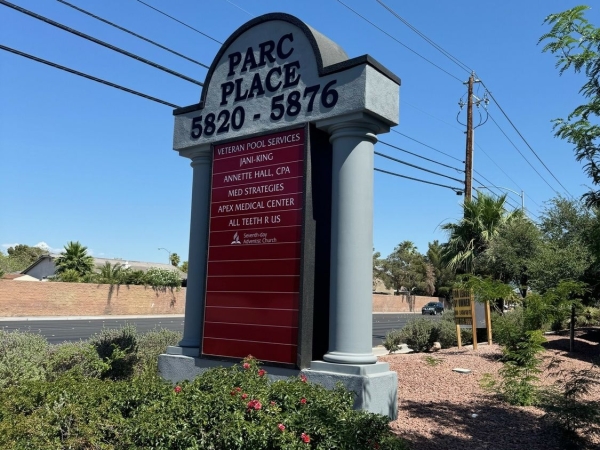 PARC
PLACE
5820 - 5876
VETERAN POOL SERVICES
JANI-KING
ANNETTE HALL, CPA
MED STRATEGIES
APEX MEDICAL CENTER
ALL TEETH R US
Seventh-day
Adventist Church